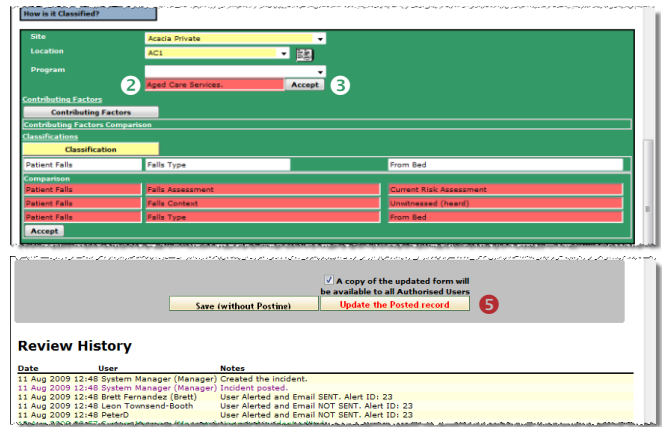 How is it Classified?
Site Acacia Private
Location AC1
Program
2 Aged Care Services. Accept 3
Contributing Factors
Contributing Factors
Contributing Factors Comparison
Classifications
Classification
Patient Falls Falls Type From Bed
Comparison
Patient Falls Falls Assessment Current Risk Assessment
Patient Falls Falls Context Unwitnessed (heard)
Patient Falls Falls Type From Bed
Accept
A copy of the updated form will
be available to all Authorised Users
Save (without Posting) Update the Posted record 5
Review History
Date User Notes
11 Aug 2009 12:48 System Manager (Manager) Created the incident.
11 Aug 2009 12:48 System Manager (Manager) Incident posted.
11 Aug 2009 12:48 Brett Fernandez (Brett) User Alerted and Email SENT. Alert ID: 23
11 Aug 2009 12:48 Leon Townsend-Booth User Alerted and Email NOT SENT. Alert ID: 23
11 Aug 2009 12:48 PeterD User Alerted and Email NOT SENT. Alert ID: 23